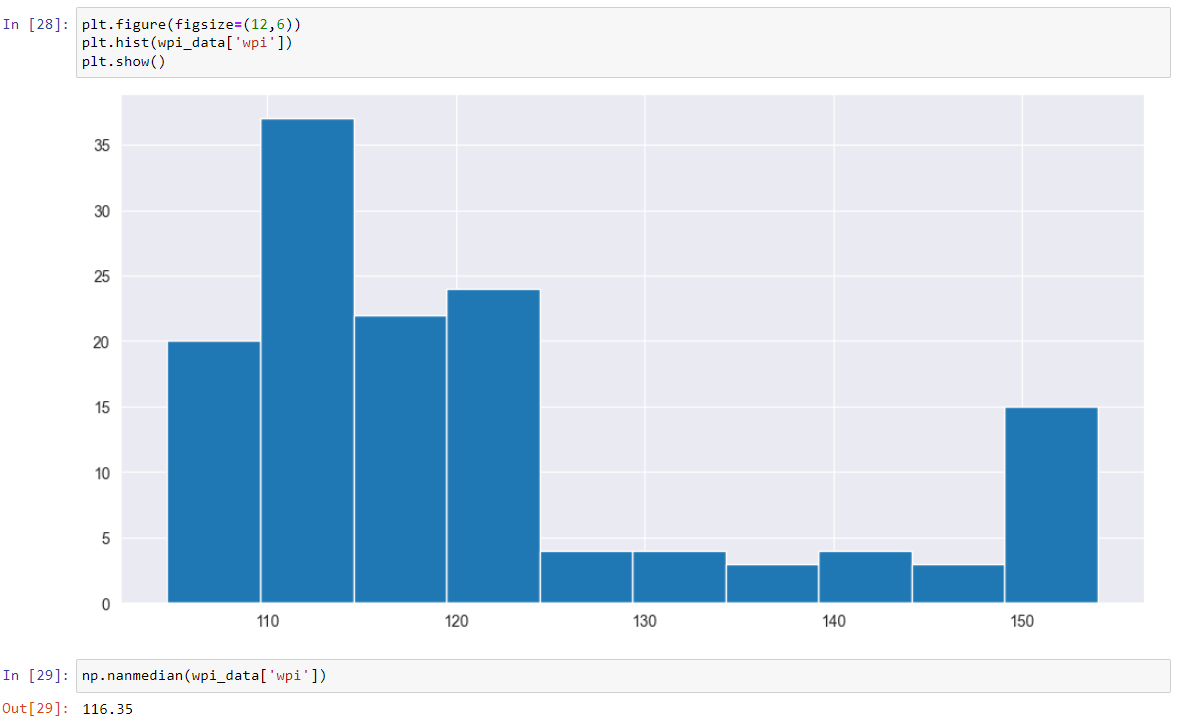 In [28]: plt.figure(figsize=(12,6))
plt.hist(wpi_data['wpi'])
plt.show()
35
30
25
20
15
10
5
0
110 120 130 140 150
In [29]: np.nanmedian(wpi_data['wpi'])
Out[29]: 116.35